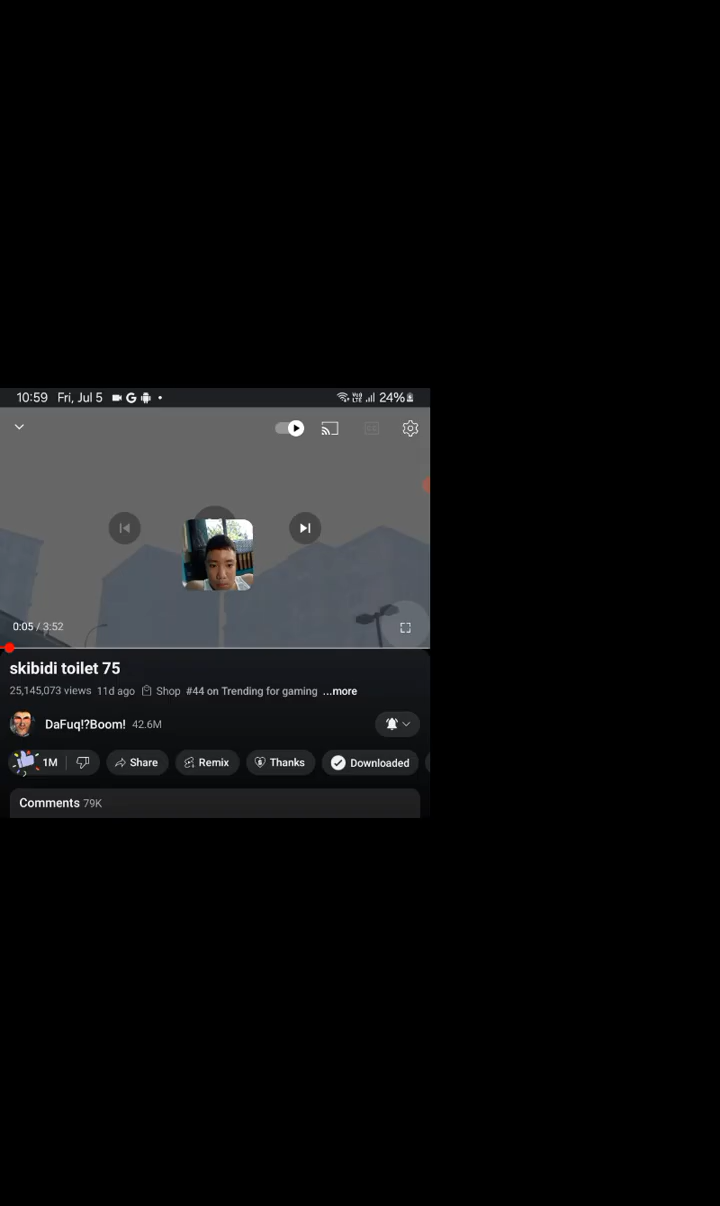 10:59 Fri, Jul 5 24%
0:05 / 3:52
skibidi toilet 75
25,145,073 views 11d ago Shop #44 on Trending for gaming ...more
DaFuq!?Boom! 42.6M
1M Share Remix Thanks Downloaded
Comments 79K